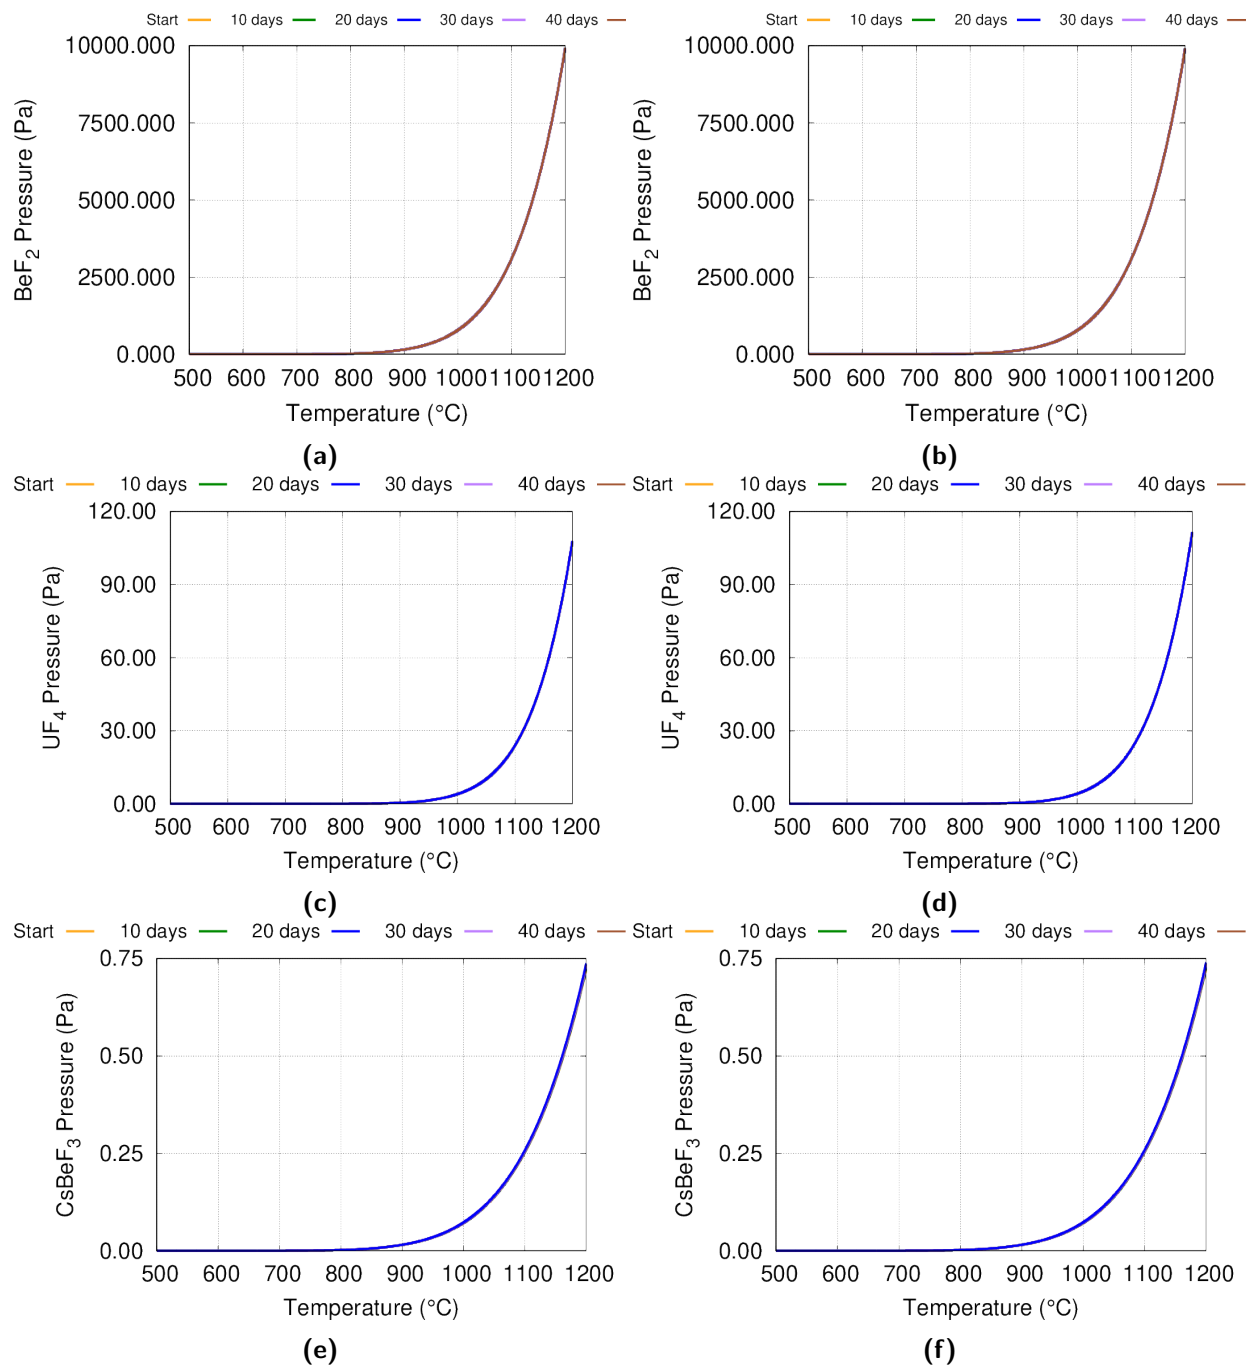 Start 10 days 20 days 30 days 40 days
10000.000
7500.000
5000.000
2500.000
0.000
BeF2 Pressure (Pa)
500 600 700 800 900 1000 1100 1200
Temperature (°C)
(a)
Start 10 days 20 days 30 days 40 days
10000.000
7500.000
5000.000
2500.000
0.000
BeF2 Pressure (Pa)
500 600 700 800 900 1000 1100 1200
Temperature (°C)
(b)
Start 10 days 20 days 30 days 40 days
120.00
90.00
60.00
30.00
0.00
UF4 Pressure (Pa)
500 600 700 800 900 1000 1100 1200
Temperature (°C)
(c)
Start 10 days 20 days 30 days 40 days
120.00
90.00
60.00
30.00
0.00
UF4 Pressure (Pa)
500 600 700 800 900 1000 1100 1200
Temperature (°C)
(d)
Start 10 days 20 days 30 days 40 days
0.75
0.50
0.25
0.00
CsBeF3 Pressure (Pa)
500 600 700 800 900 1000 1100 1200
Temperature (°C)
(e)
Start 10 days 20 days 30 days 40 days
0.75
0.50
0.25
0.00
CsBeF3 Pressure (Pa)
500 600 700 800 900 1000 1100 1200
Temperature (°C)
(f)